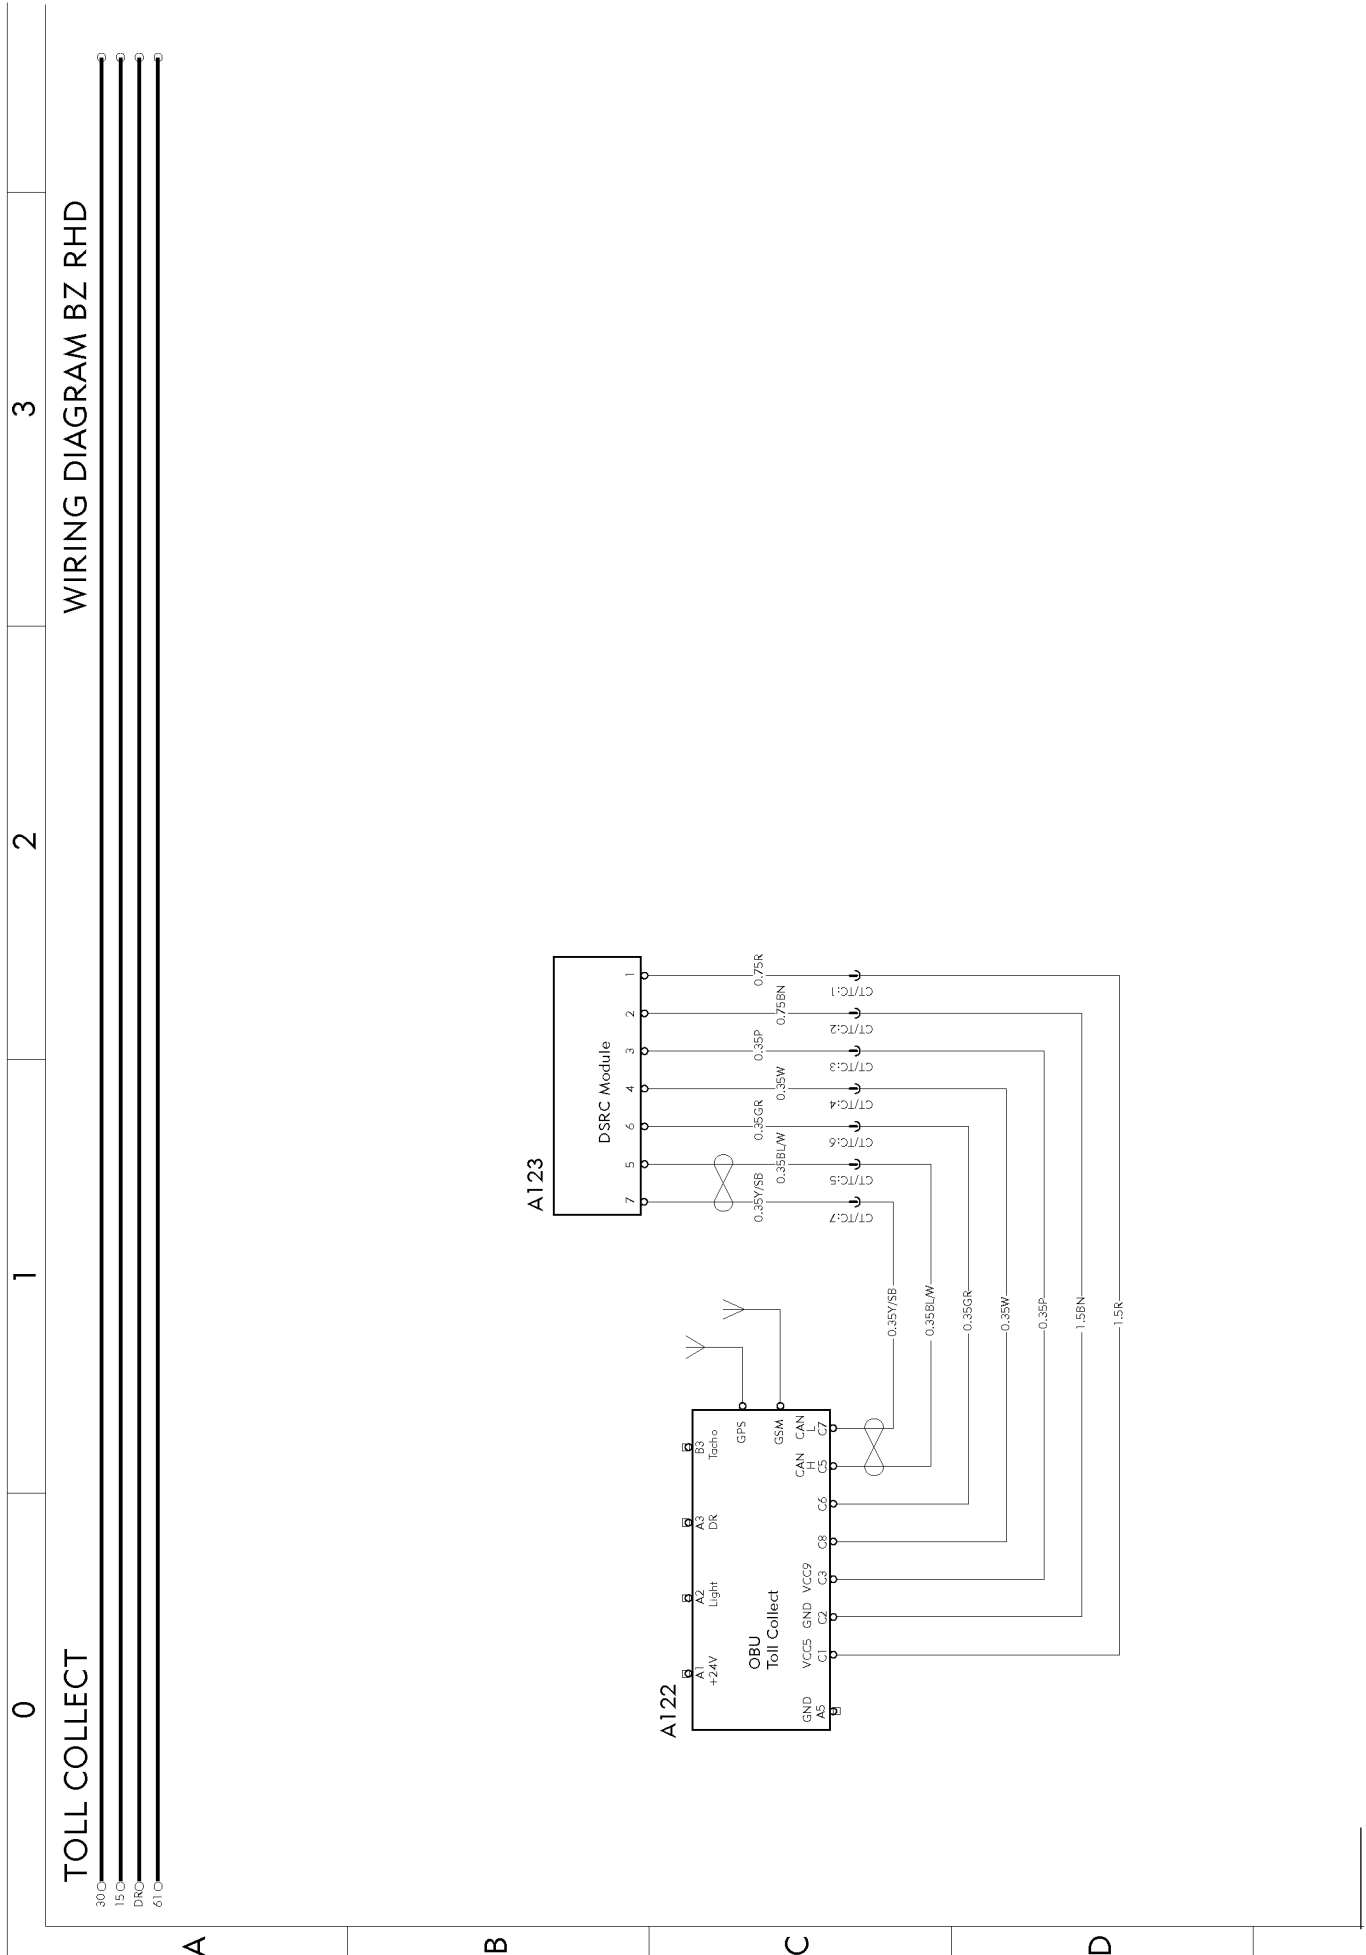 0
1
2
3
A
B
C
D
TOLL COLLECT
WIRING DIAGRAM BZ RHD
30
15
DR
61
A123
DSRC Module
7
5
6
4
3
2
1
0.35Y/SB
0.35BL/W
0.35GR
0.35W
0.35P
0.75BN
0.75R
CT/TC:7
CT/TC:5
CT/TC:6
CT/TC:4
CT/TC:3
CT/TC:2
CT/TC:1
A122
A1
+24V
A2
Light
A3
DR
B3
Tacho
GPS
GSM
OBU
Toll Collect
GND
A5
VCC5
C1
GND
C2
VCC9
C3
C8
C6
CAN
H
C5
CAN
L
C7
0.35Y/SB
0.35BL/W
0.35GR
0.35W
0.35P
1.5BN
1.5R